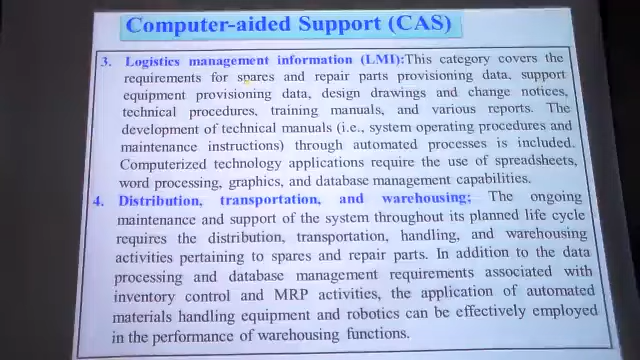 Computer-aided Support (CAS)
3. Logistics management information (LMI):This category covers the
requirements for spares and repair parts provisioning data, support
equipment provisioning data, design drawings and change notices,
technical procedures, training manuals, and various reports. The
development of technical manuals (i.e., system operating procedures and
maintenance instructions) through automated processes is included.
Computerized technology applications require the use of spreadsheets,
word processing, graphics, and database management capabilities.
4. Distribution, transportation, and warehousing; The ongoing
maintenance and support of the system throughout its planned life cycle
requires the distribution, transportation, handling, and warehousing
activities pertaining to spares and repair parts. In addition to the data
processing and database management requirements associated with
inventory control and MRP activities, the application of automated
materials handling equipment and robotics can be effectively employed
in the performance of warehousing functions.